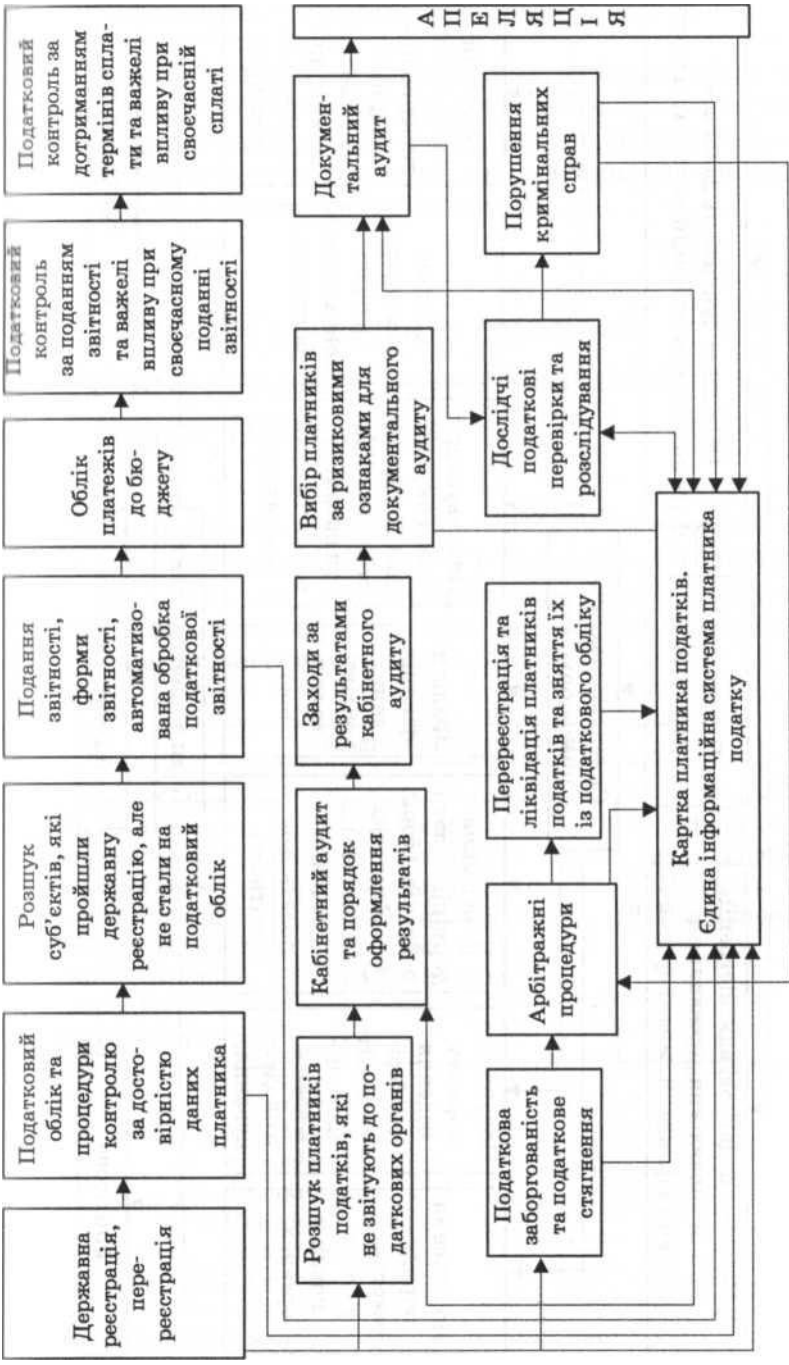 Державна
реєстрація,
пере-
реєстрація
Податковий
облік та
процедури
контролю
за досто-
вірністю
даних
платника
Розшук
суб’єктів, які
пройшли
державну
реєстрацію, але
не стали на
податковий
облік
Подання
звітності,
форми
звітності,
автоматизо-
вана обробка
податкової
звітності
Облік
платежів
до бю-
джету
Податковий
контроль
за поданням
звітності
та важелі
впливу при
своєчасному
поданні
звітності
Податковий
контроль за
дотриманням
термінів спла-
ти та важелі
впливу при
своєчасній
сплаті
Розшук платників
податків, які
не звітують до по-
даткових органів
Кабінетний аудит
та порядок
оформлення
результатів
Заходи за
результатами
кабінетного
аудиту
Вибір платників
за ризиковими
ознаками для
документального
аудиту
Докумен-
тальний
аудит
АПЕЛЯЦІЯ
Податкова
заборгованість
та податкове
стягнення
Арбітражні
процедури
Перереєстрація та
ліквідація платників
податків та зняття їх
із податкового обліку
Дослідчі
податкові
перевірки та
розслідування
Порушення
кримінальних
справ
Картка платника податків.
Єдина інформаційна система платника
податку